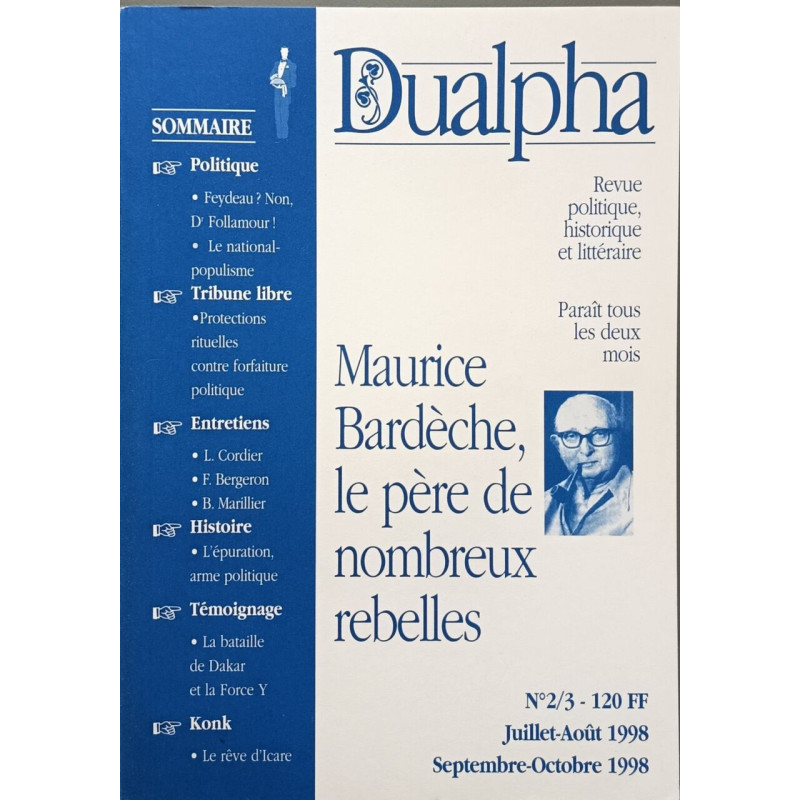 SOMMAIRE
Politique
• Feydeau ? Non,
Dr Follamour !
• Le national-
populisme
Tribune libre
•Protections
rituelles
contre forfaiture
politique
Entretiens
• L. Cordier
• F. Bergeron
• B. Marillier
Histoire
• L'épuration,
arme politique
Témoignage
• La bataille
de Dakar
et la Force Y
Konk
• Le rêve d'Icare
Dualpha
Revue
politique,
historique
et littéraire
Paraît tous
les deux
mois
Maurice
Bardèche,
le père de
nombreux
rebelles
N°2/3 - 120 FF
Juillet-Août 1998
Septembre-Octobre 1998